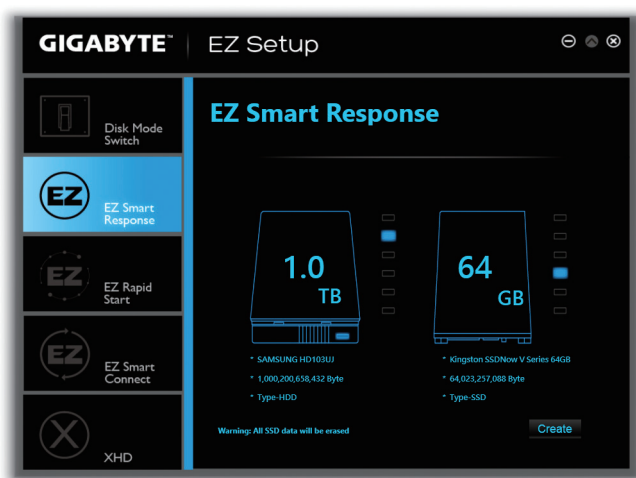 GIGABYTE™ EZ Setup
Disk Mode
Switch
EZ
EZ Smart
Response
EZ
EZ Rapid
Start
EZ
EZ Smart
Connect
X
XHD
EZ Smart Response
1.0
TB
* SAMSUNG HD103UJ
* 1,000,200,658,432 Byte
* Type-HDD
64
GB
* Kingston SSDNow V Series 64GB
* 64,023,257,088 Byte
* Type-SSD
Warning: All SSD data will be erased
Create